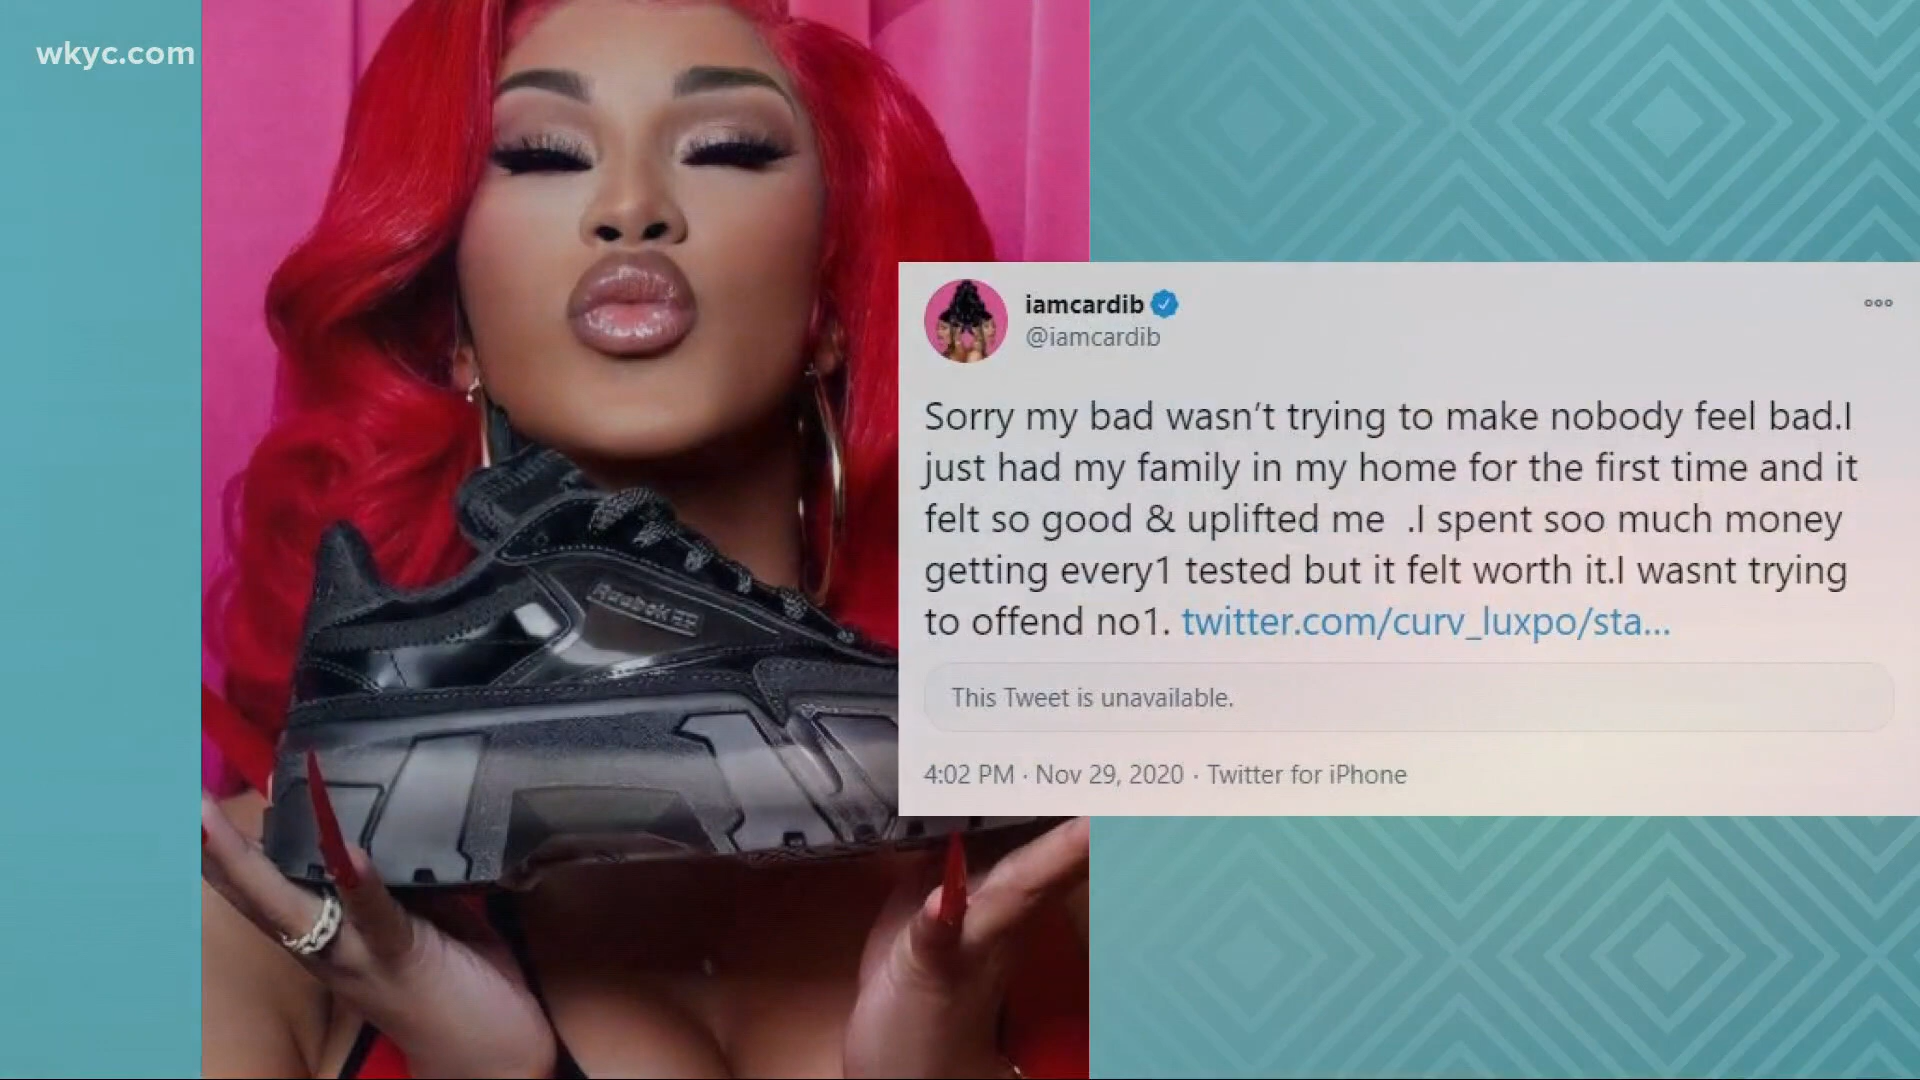 wkyc.com
Reebok
iamcardib
@iamcardib
Sorry my bad wasn't trying to make nobody feel bad.I
just had my family in my home for the first time and it
felt so good & uplifted me  .I spent soo much money
getting every1 tested but it felt worth it.I wasnt trying
to offend no1. twitter.com/curv_luxpo/sta...
This Tweet is unavailable.
4:02 PM · Nov 29, 2020 · Twitter for iPhone